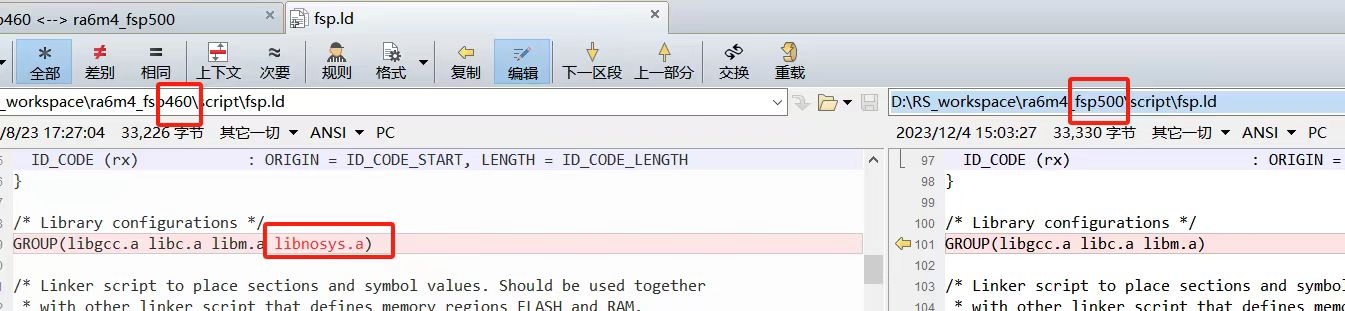 460 <--> ra6m4_fsp500 fsp.ld
全部 差别 相同 上下文 次要 规则 格式 复制 编辑 下一区段 上一部分 交换 重载
_workspace\ra6m4_fsp460\script\fsp.ld
/8/23 17:27:04 33,226 字节 其它一切 ANSI PC
ID_CODE (rx) : ORIGIN = ID_CODE_START, LENGTH = ID_CODE_LENGTH
}
/* Library configurations */
GROUP(libgcc.a libc.a libm.a libnosys.a)
/* Linker script to place sections and symbol values. Should be used together
* with other linker script that defines memory regions FLASH and RAM.
D:\RS_workspace\ra6m4_fsp500\script\fsp.ld
2023/12/4 15:03:27 33,330 字节 其它一切 ANSI PC
97 ID_CODE (rx) : ORIGIN =
98 }
99
100 /* Library configurations */
101 GROUP(libgcc.a libc.a libm.a)
102
103 /* Linker script to place sections and symbo
104 * with other linker script that defines mem